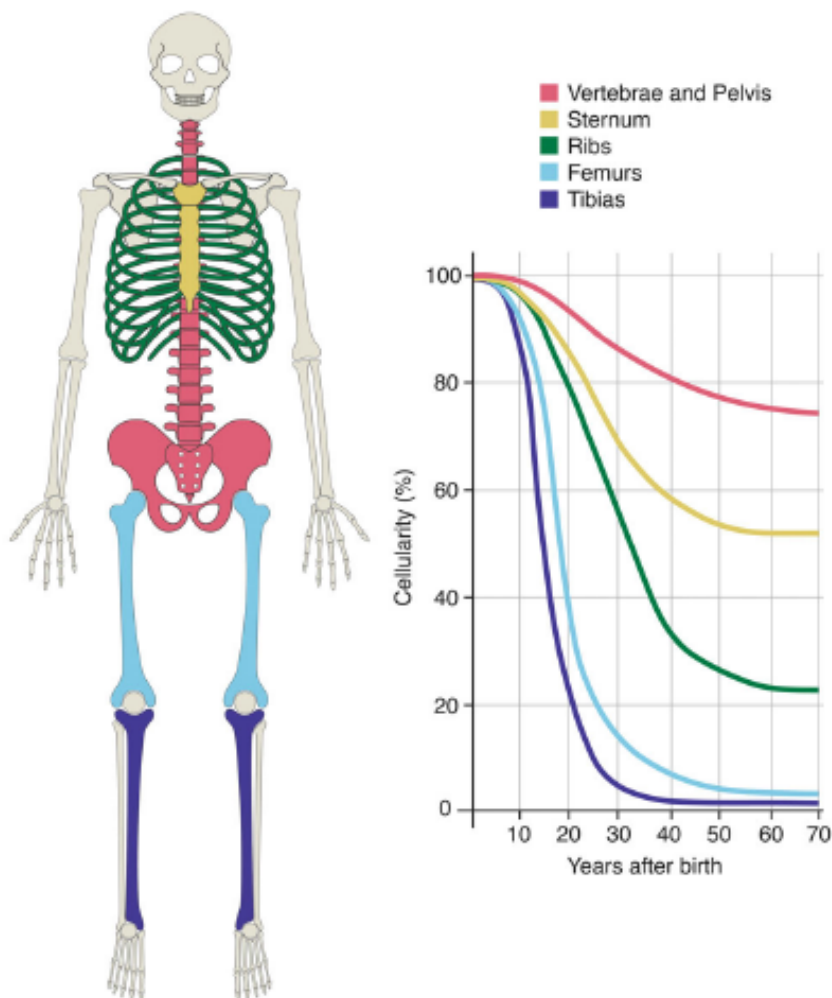 Vertebrae and Pelvis
Sternum
Ribs
Femurs
Tibias
100
80
60
40
20
0
Cellularity (%)
10 20 30 40 50 60 70
Years after birth